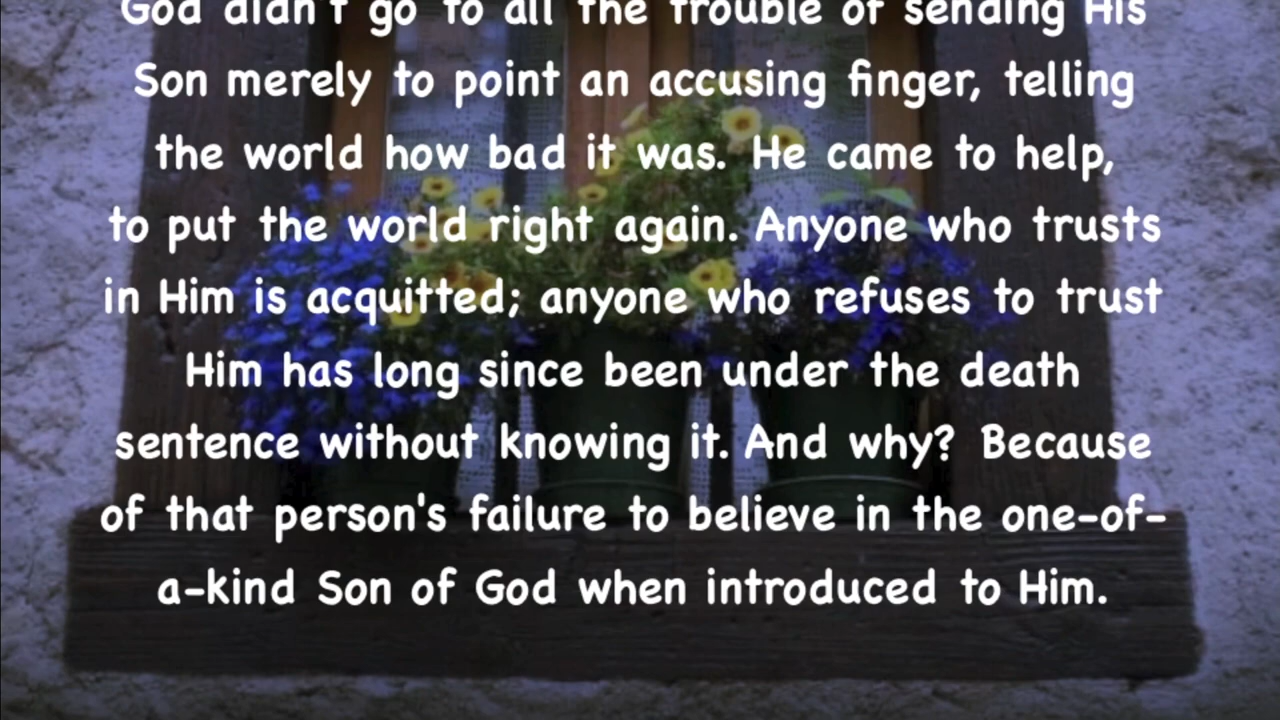 God didn't go to all the trouble of sending His
Son merely to point an accusing finger, telling
the world how bad it was. He came to help,
to put the world right again. Anyone who trusts
in Him is acquitted; anyone who refuses to trust
Him has long since been under the death
sentence without knowing it. And why? Because
of that person's failure to believe in the one-of-
a-kind Son of God when introduced to Him.